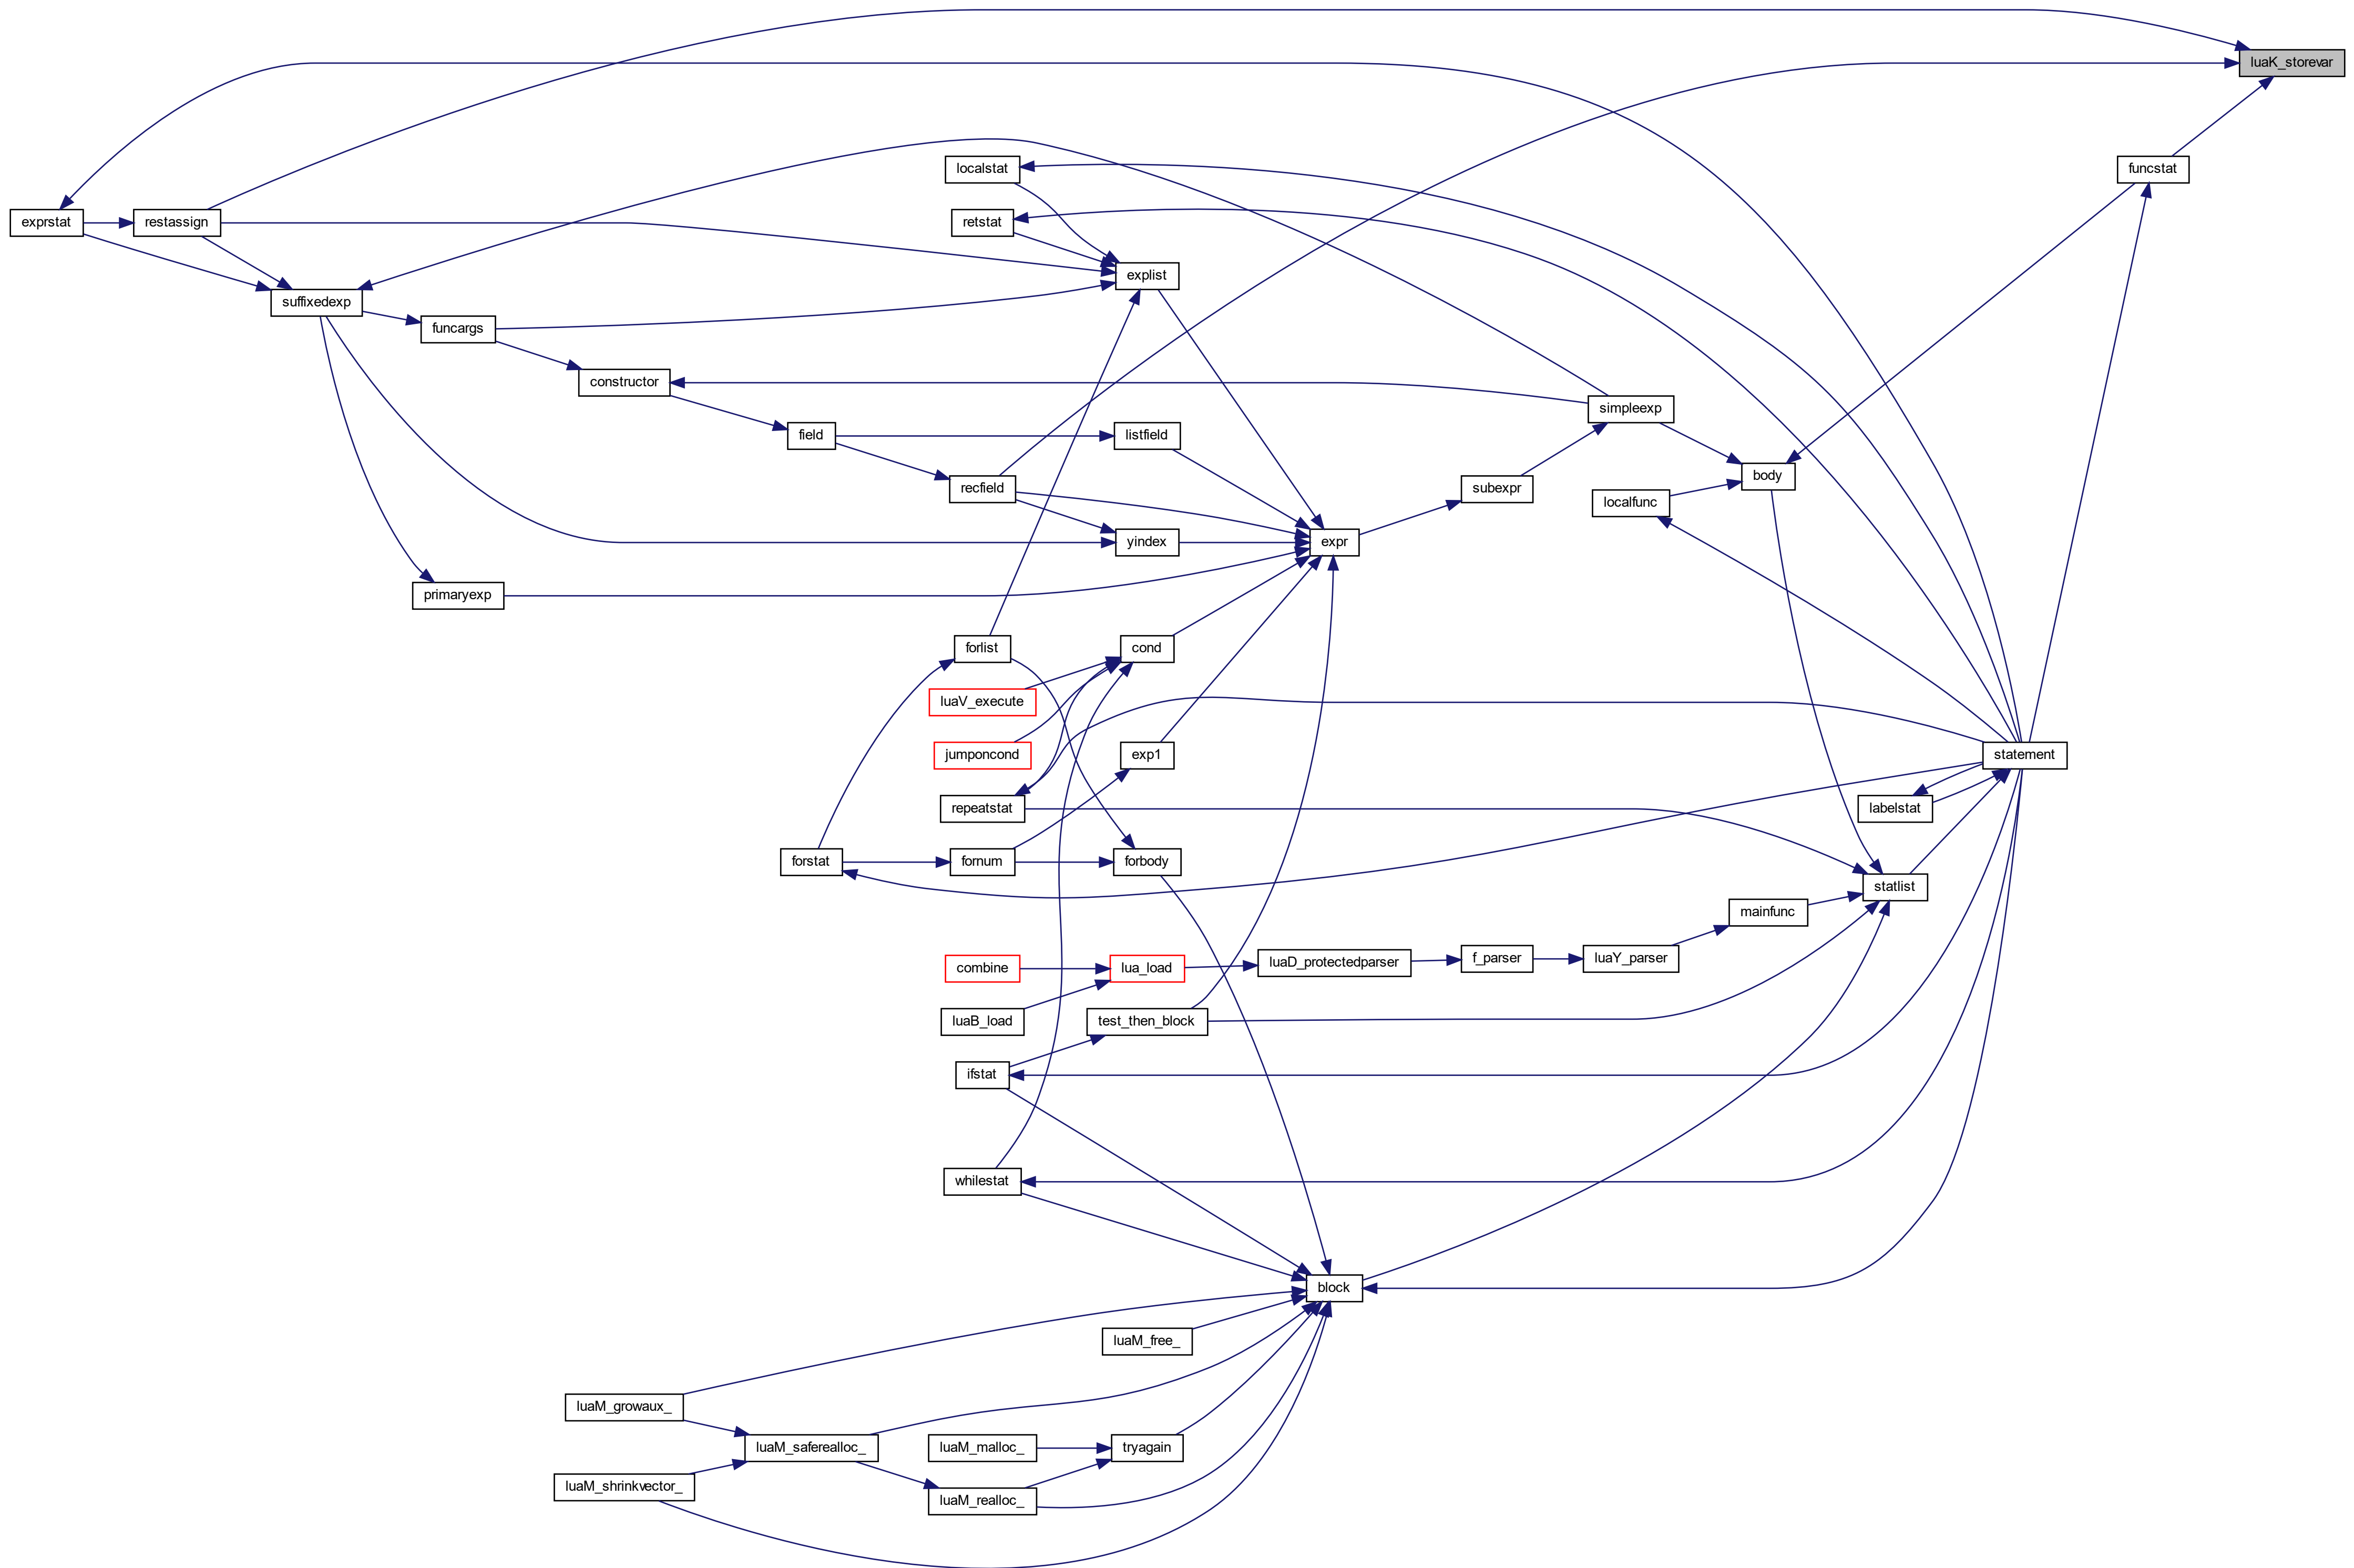 luaK_storevar
localstat
funcstat
exprstat
restassign
retstat
explist
suffixedexp
funcargs
constructor
simpleexp
field
listfield
body
recfield
subexpr
localfunc
yindex
expr
primaryexp
forlist
cond
luaV_execute
jumponcond
exp1
statement
repeatstat
labelstat
forstat
fornum
forbody
statlist
mainfunc
combine
lua_load
luaD_protectedparser
f_parser
luaY_parser
luaB_load
test_then_block
ifstat
whilestat
block
luaM_free_
luaM_growaux_
luaM_saferealloc_
luaM_malloc_
tryagain
luaM_shrinkvector_
luaM_realloc_